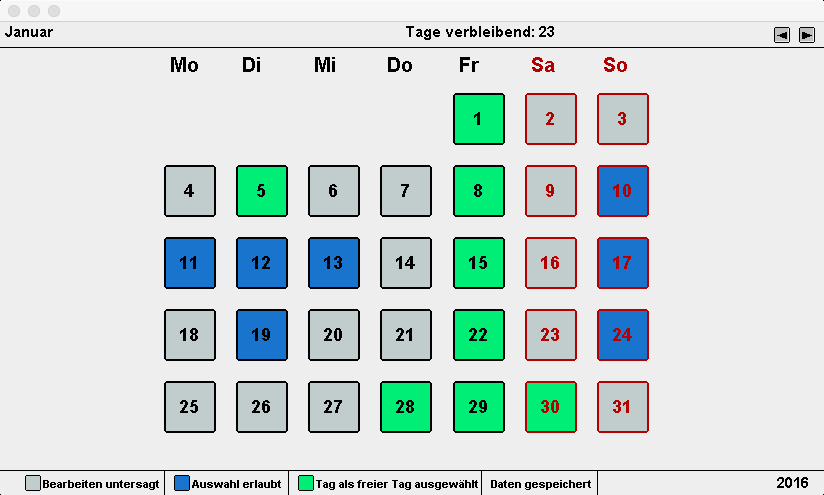 Januar Tage verbleibend: 23
Mo Di Mi Do Fr Sa So
1 2 3
4 5 6 7 8 9 10
11 12 13 14 15 16 17
18 19 20 21 22 23 24
25 26 27 28 29 30 31
Bearbeiten untersagt Auswahl erlaubt Tag als freier Tag ausgewählt Daten gespeichert 2016